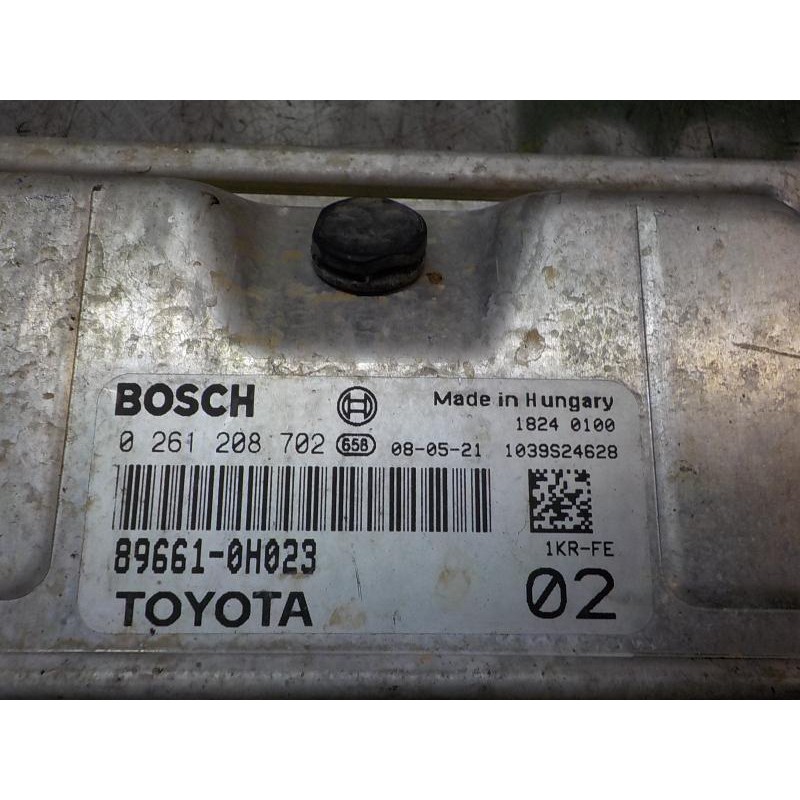 BOSCH Made in Hungary
1824 0100
0 261 208 702 658 08-05-21 1039S24628
89661-0H023 1KR-FE
TOYOTA 02